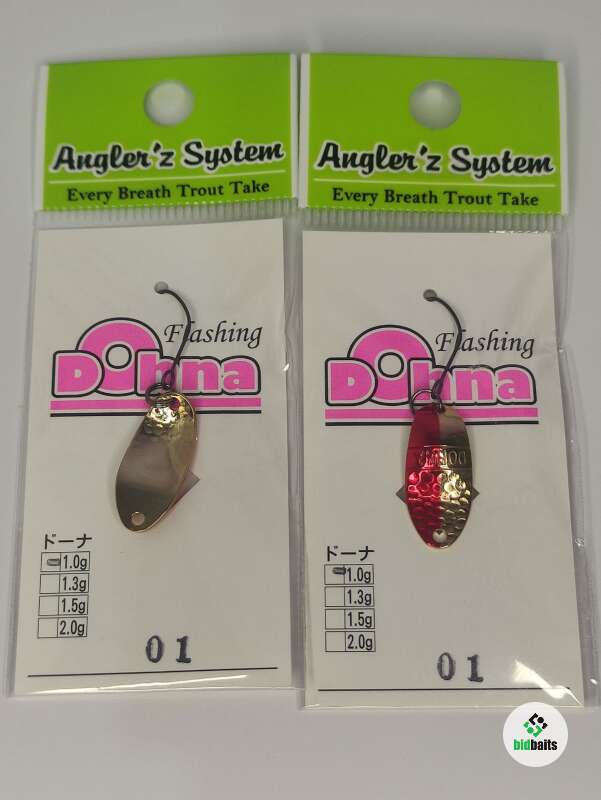 Angler'z System
Every Breath Trout Take
Flashing
Dohna
ドーナ
1.0g
1.3g
1.5g
2.0g
01
Angler'z System
Every Breath Trout Take
Flashing
Dohna
ドーナ
1.0g
1.3g
1.5g
2.0g
01
bidbaits